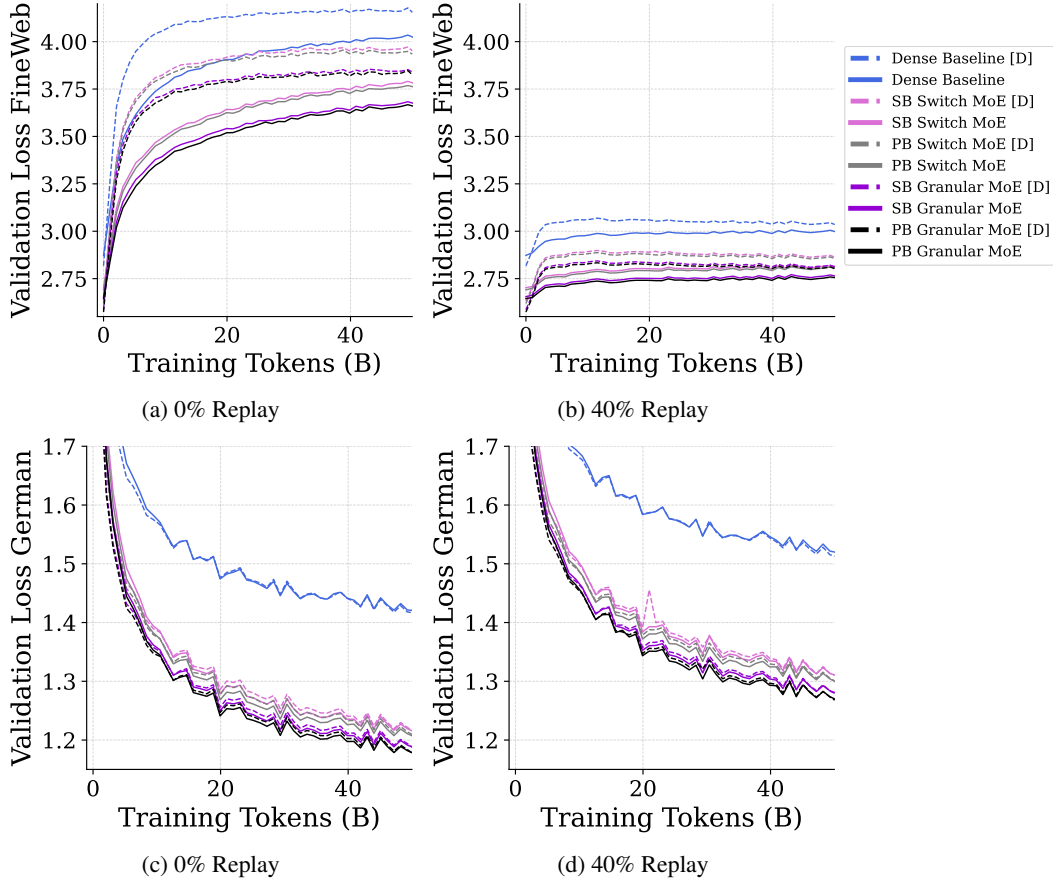 Validation Loss FineWeb
4.00
3.75
3.50
3.25
3.00
2.75
0
20
40
Training Tokens (B)
(a) 0% Replay
Validation Loss FineWeb
4.00
3.75
3.50
3.25
3.00
2.75
0
20
40
Training Tokens (B)
(b) 40% Replay
Dense Baseline [D]
Dense Baseline
SB Switch MoE [D]
SB Switch MoE
PB Switch MoE [D]
PB Switch MoE
SB Granular MoE [D]
SB Granular MoE
PB Granular MoE [D]
PB Granular MoE
Validation Loss German
1.7
1.6
1.5
1.4
1.3
1.2
0
20
40
Training Tokens (B)
(c) 0% Replay
Validation Loss German
1.7
1.6
1.5
1.4
1.3
1.2
0
20
40
Training Tokens (B)
(d) 40% Replay